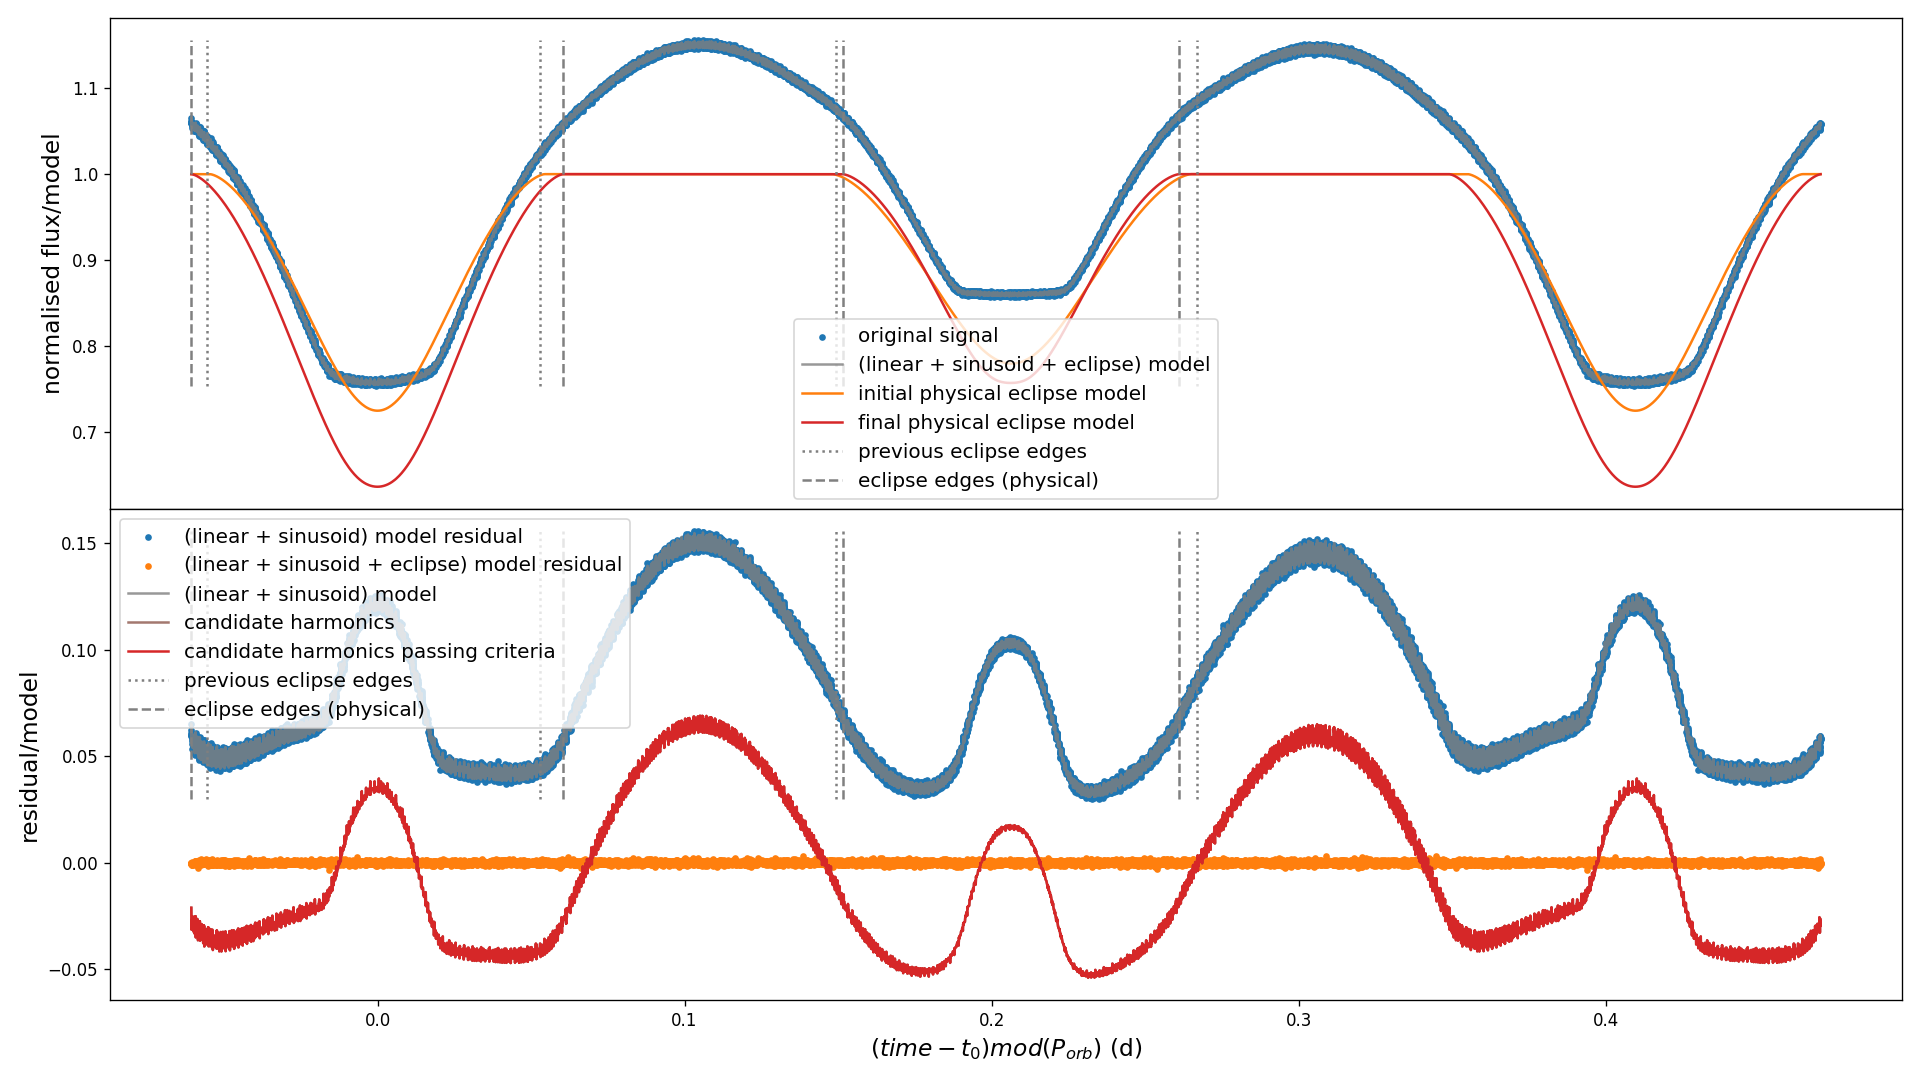 normalised flux/model
1.1
1.0
0.9
0.8
0.7
original signal
(linear + sinusoid + eclipse) model
initial physical eclipse model
final physical eclipse model
previous eclipse edges
eclipse edges (physical)
residual/model
0.15
0.10
0.05
0.00
−0.05
(linear + sinusoid) model residual
(linear + sinusoid + eclipse) model residual
(linear + sinusoid) model
candidate harmonics
candidate harmonics passing criteria
previous eclipse edges
eclipse edges (physical)
0.0 0.1 0.2 0.3 0.4
(time − t₀)mod(Pₒᵣb) (d)